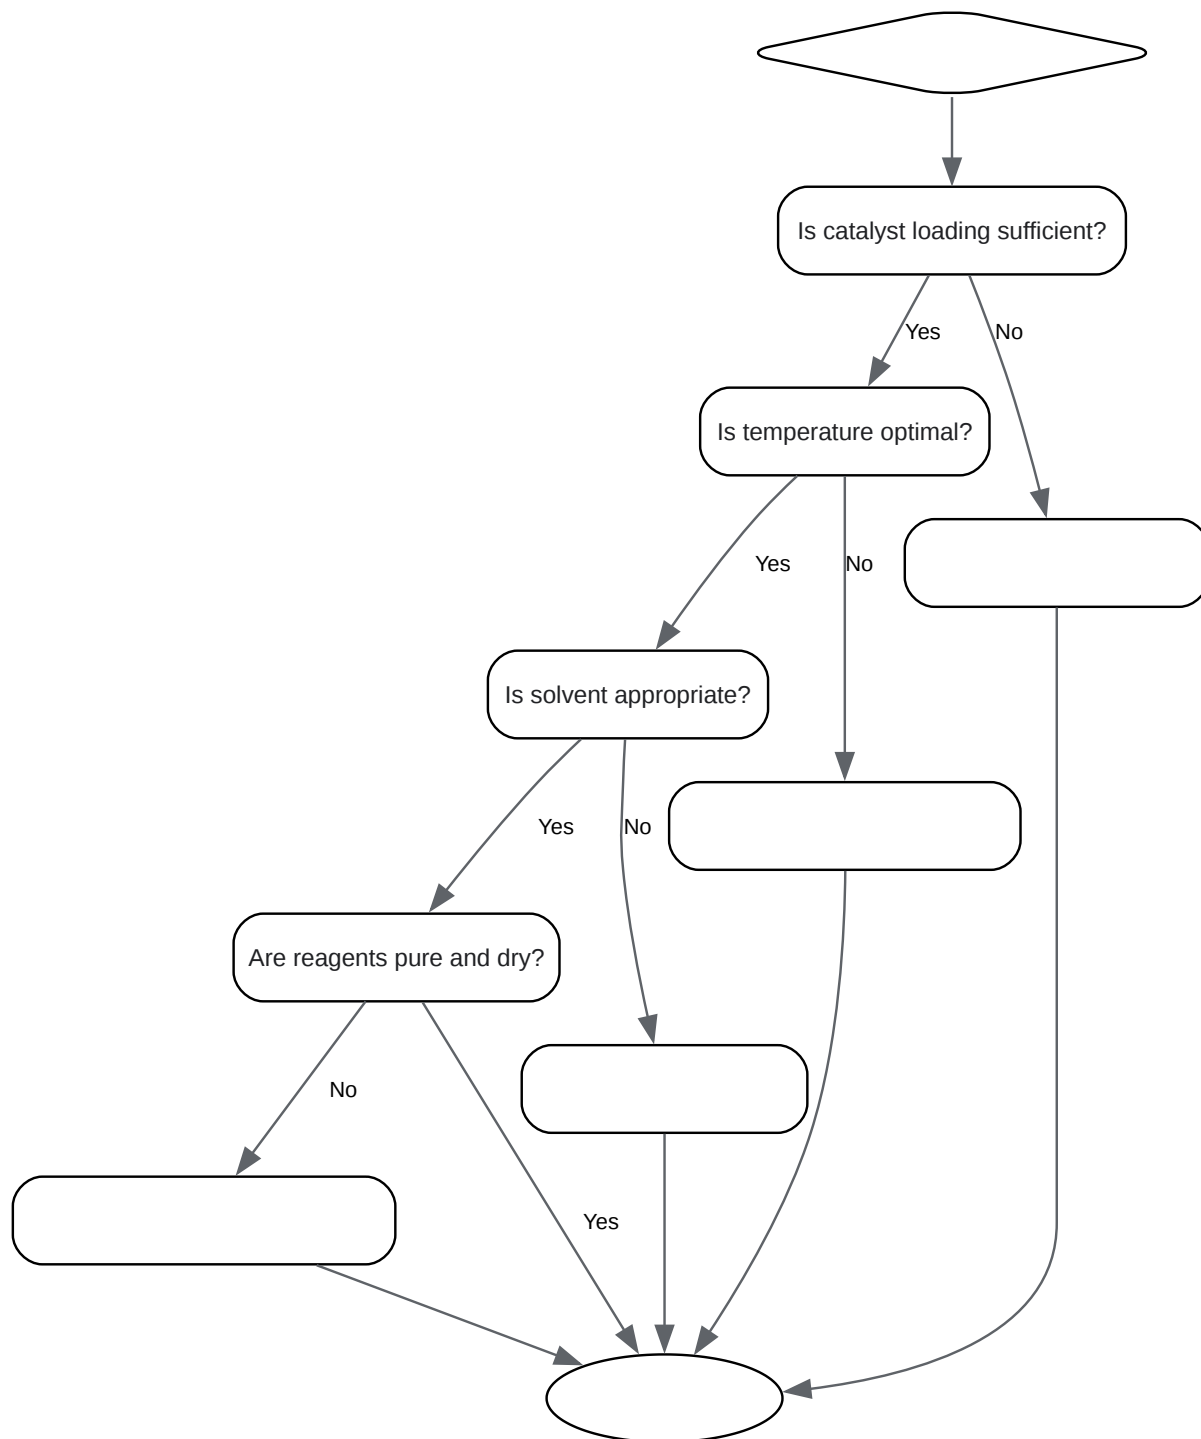 Is catalyst loading sufficient?
Yes
No
Is temperature optimal?
Yes
No
Is solvent appropriate?
Yes
No
Are reagents pure and dry?
No
Yes